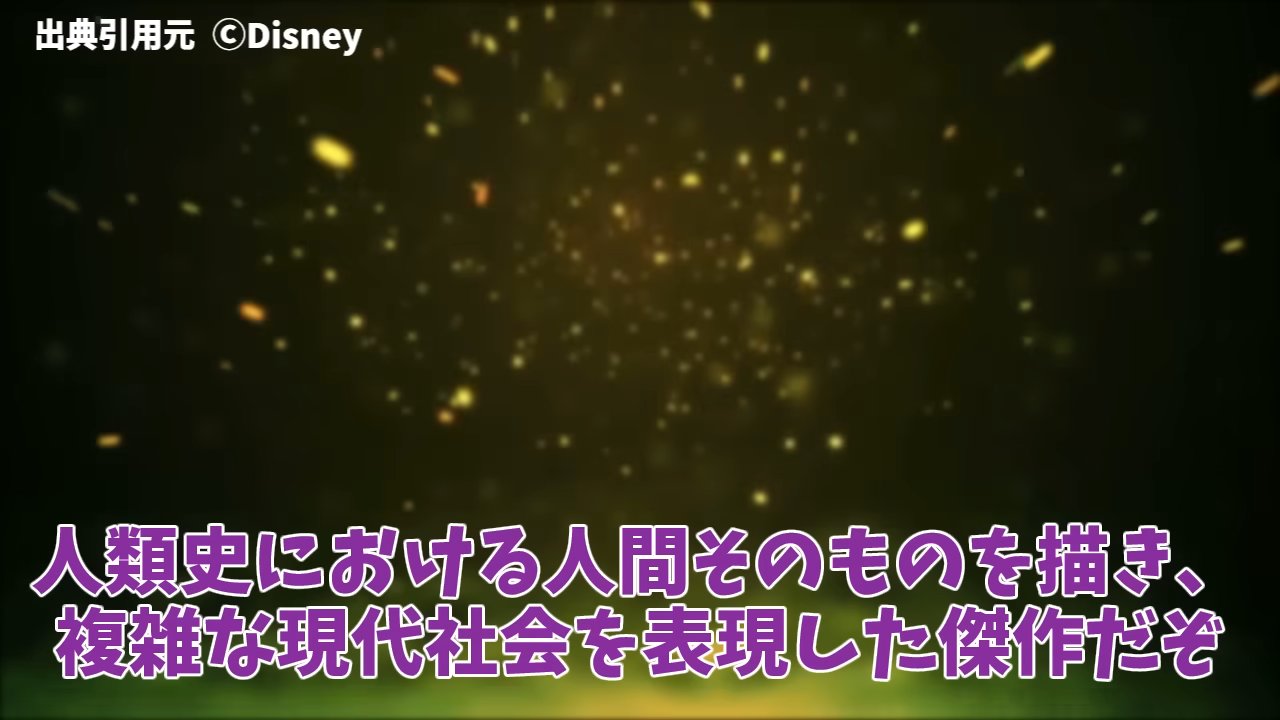 出典引用元 ©Disney
人類史における人間そのものを描き、
複雑な現代社会を表現した傑作だぞ